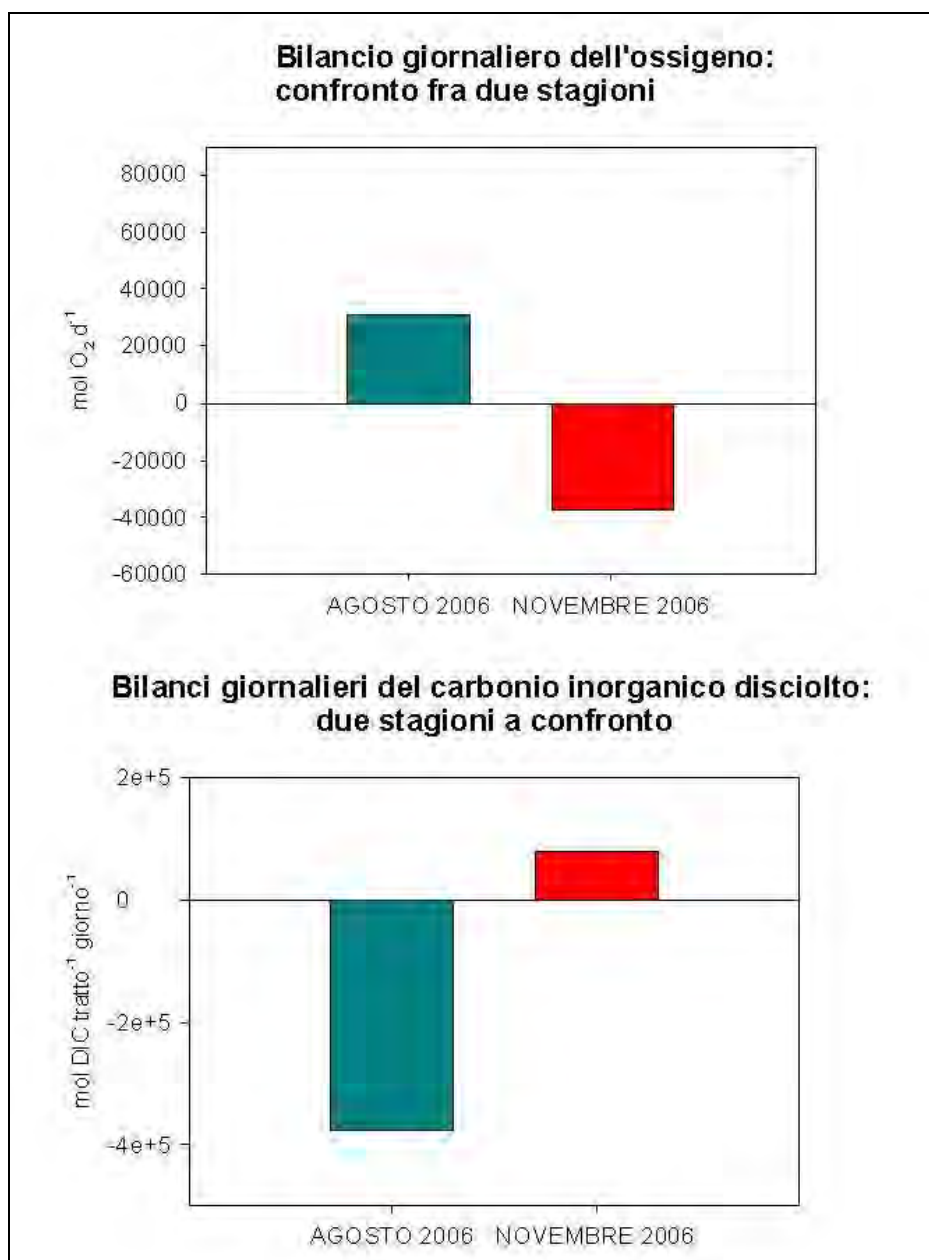 Bilancio giornaliero dell'ossigeno:
confronto fra due stagioni
80000
60000
40000
20000
0
-20000
-40000
-60000
mol O₂ d⁻¹
AGOSTO 2006 NOVEMBRE 2006
Bilanci giornalieri del carbonio inorganico disciolto:
due stagioni a confronto
2e+5
0
-2e+5
-4e+5
mol DIC tratto⁻¹ giorno⁻¹
AGOSTO 2006 NOVEMBRE 2006